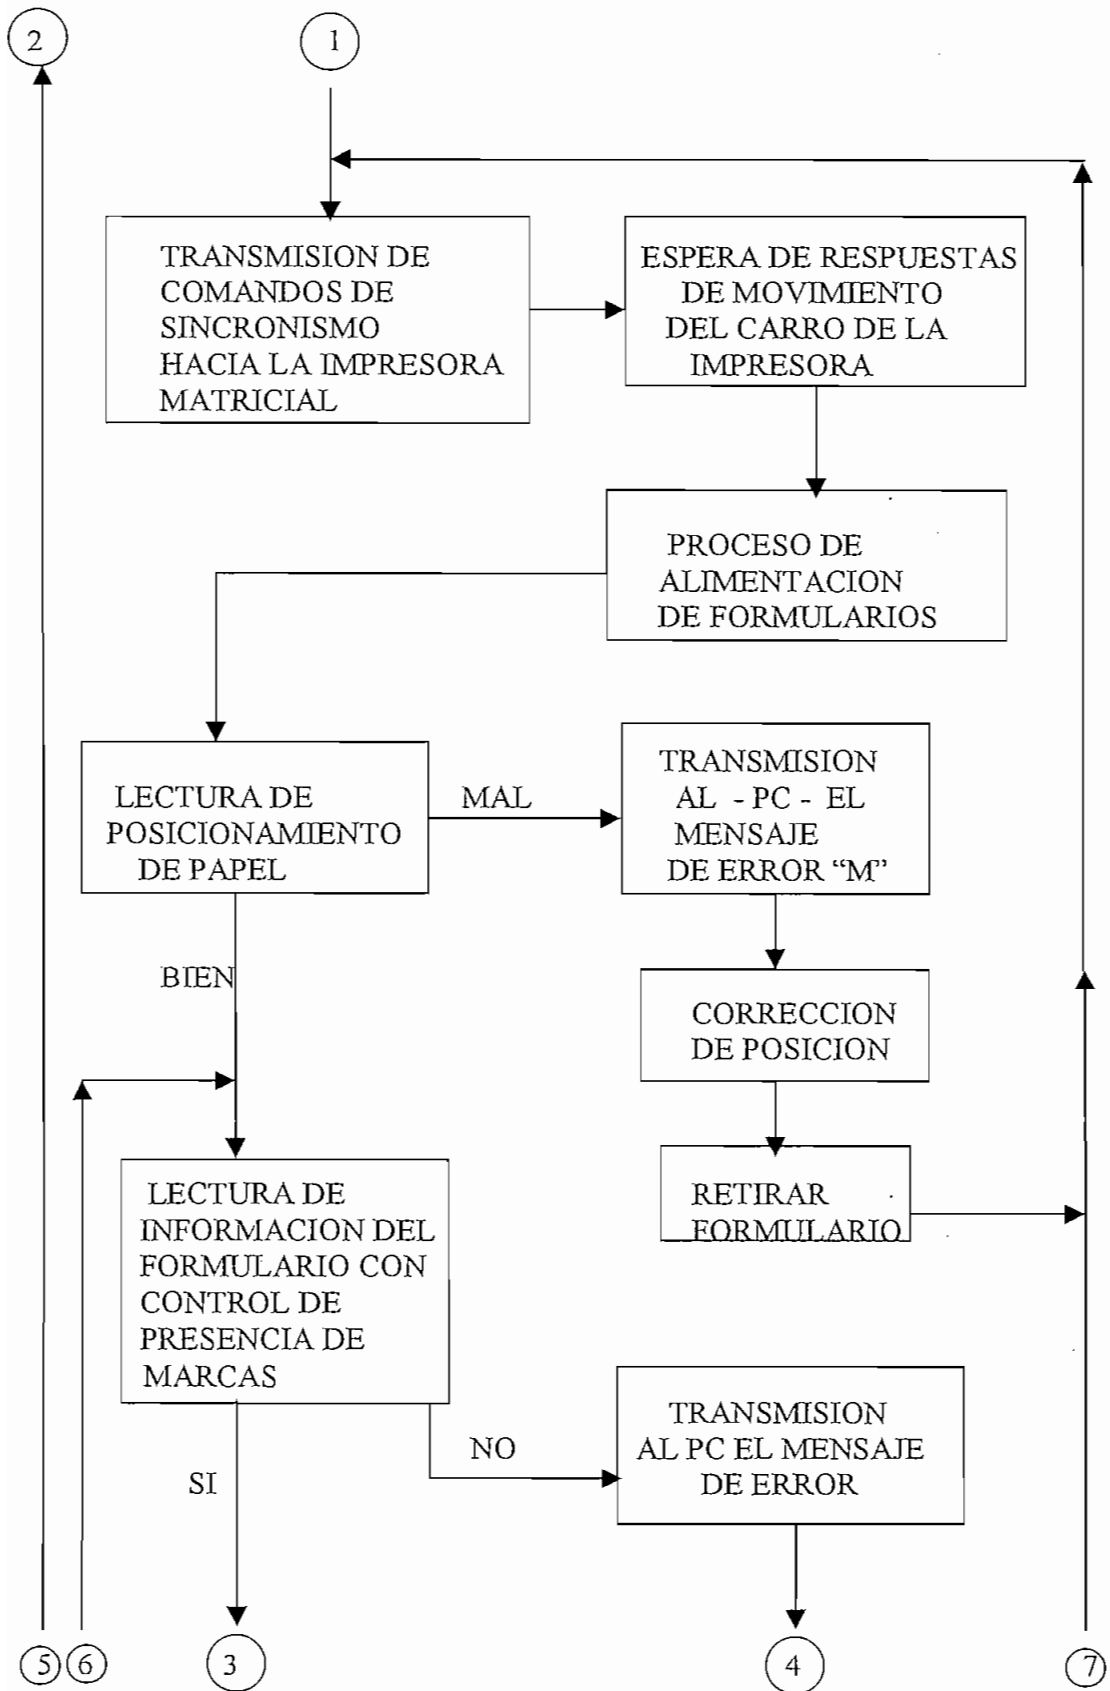 2
1
TRANSMISION DE
COMANDOS DE
SINCRONISMO
HACIA LA IMPRESORA
MATRICIAL
ESPERA DE RESPUESTAS
DE MOVIMIENTO
DEL CARRO DE LA
IMPRESORA
PROCESO DE
ALIMENTACION
DE FORMULARIOS
LECTURA DE
POSICIONAMIENTO
DE PAPEL
MAL
TRANSMISION
AL - PC - EL
MENSAJE
DE ERROR “M”
BIEN
CORRECCION
DE POSICION
RETIRAR
FORMULARIO
LECTURA DE
INFORMACION DEL
FORMULARIO CON
CONTROL DE
PRESENCIA DE
MARCAS
NO
TRANSMISION
AL PC EL MENSAJE
DE ERROR
SI
5
6
3
4
7